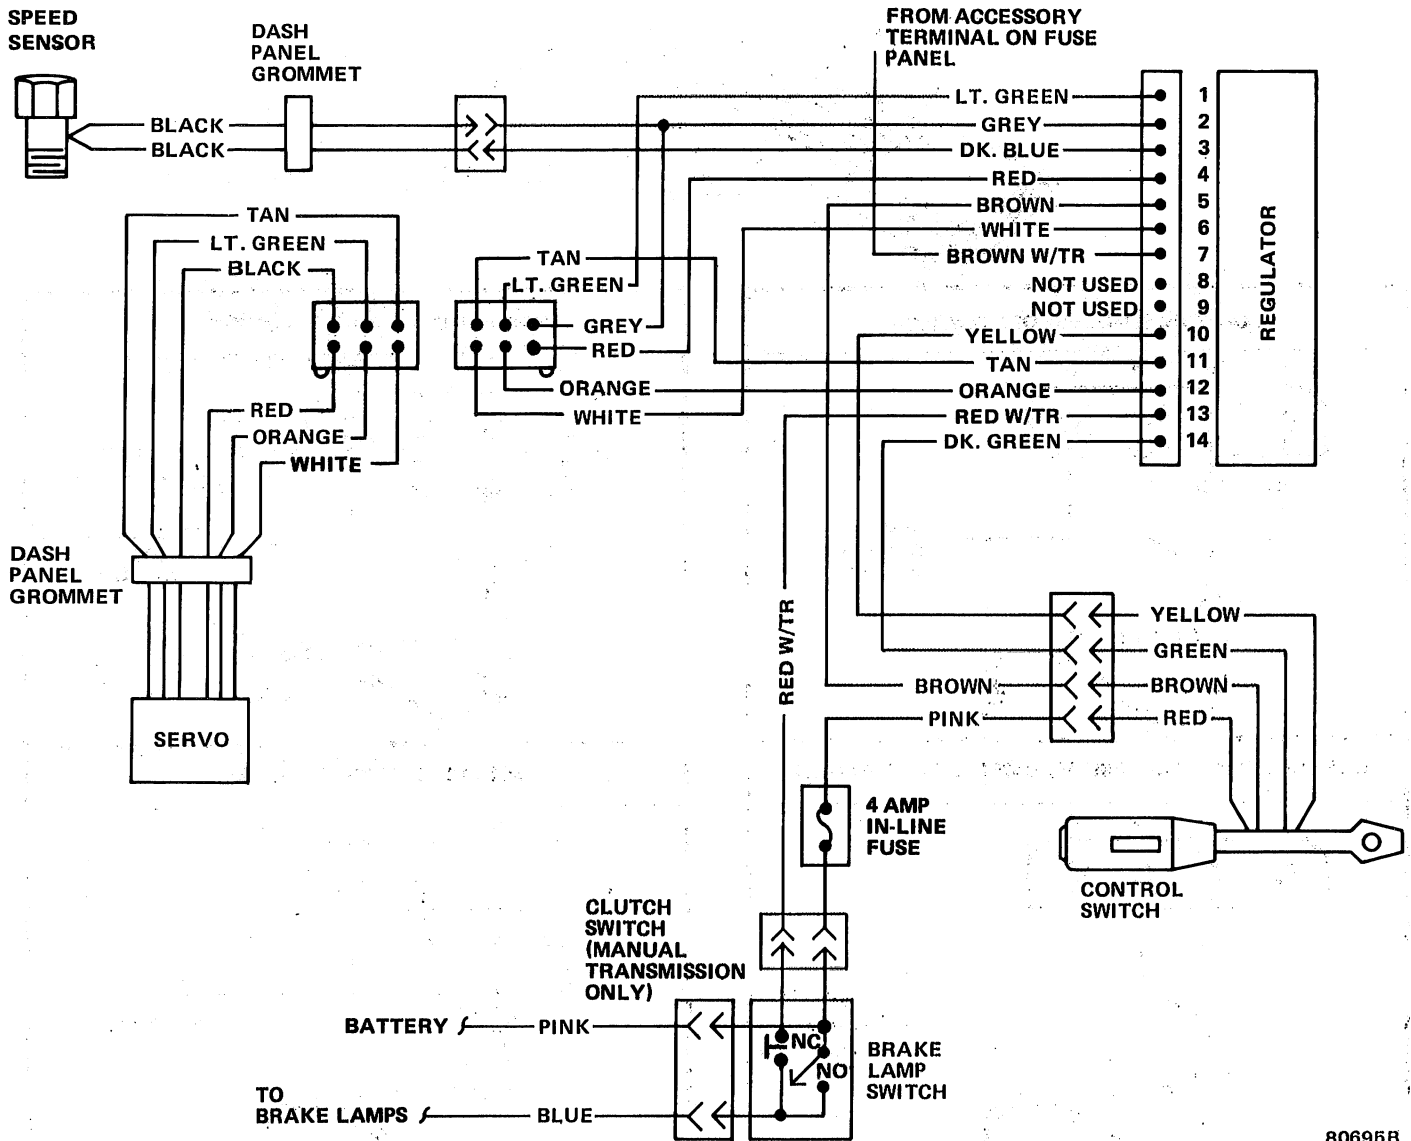 SPEED
SENSOR
DASH
PANEL
GROMMET
FROM ACCESSORY
TERMINAL ON FUSE
PANEL
BLACK
BLACK
LT. GREEN
GREY
DK. BLUE
RED
BROWN
WHITE
BROWN W/TR
NOT USED
NOT USED
YELLOW
TAN
ORANGE
RED W/TR
DK. GREEN
1
2
3
4
5
6
7
8
9
10
11
12
13
14
REGULATOR
TAN
LT. GREEN
BLACK
TAN
LT. GREEN
GREY
RED
ORANGE
WHITE
RED
ORANGE
WHITE
DASH
PANEL
GROMMET
SERVO
RED W/TR
BROWN
PINK
YELLOW
GREEN
BROWN
RED
4 AMP
IN-LINE
FUSE
CONTROL
SWITCH
CLUTCH
SWITCH
(MANUAL
TRANSMISSION
ONLY)
BATTERY
PINK
NC
NO
BRAKE
LAMP
SWITCH
TO
BRAKE LAMPS
BLUE
80695B